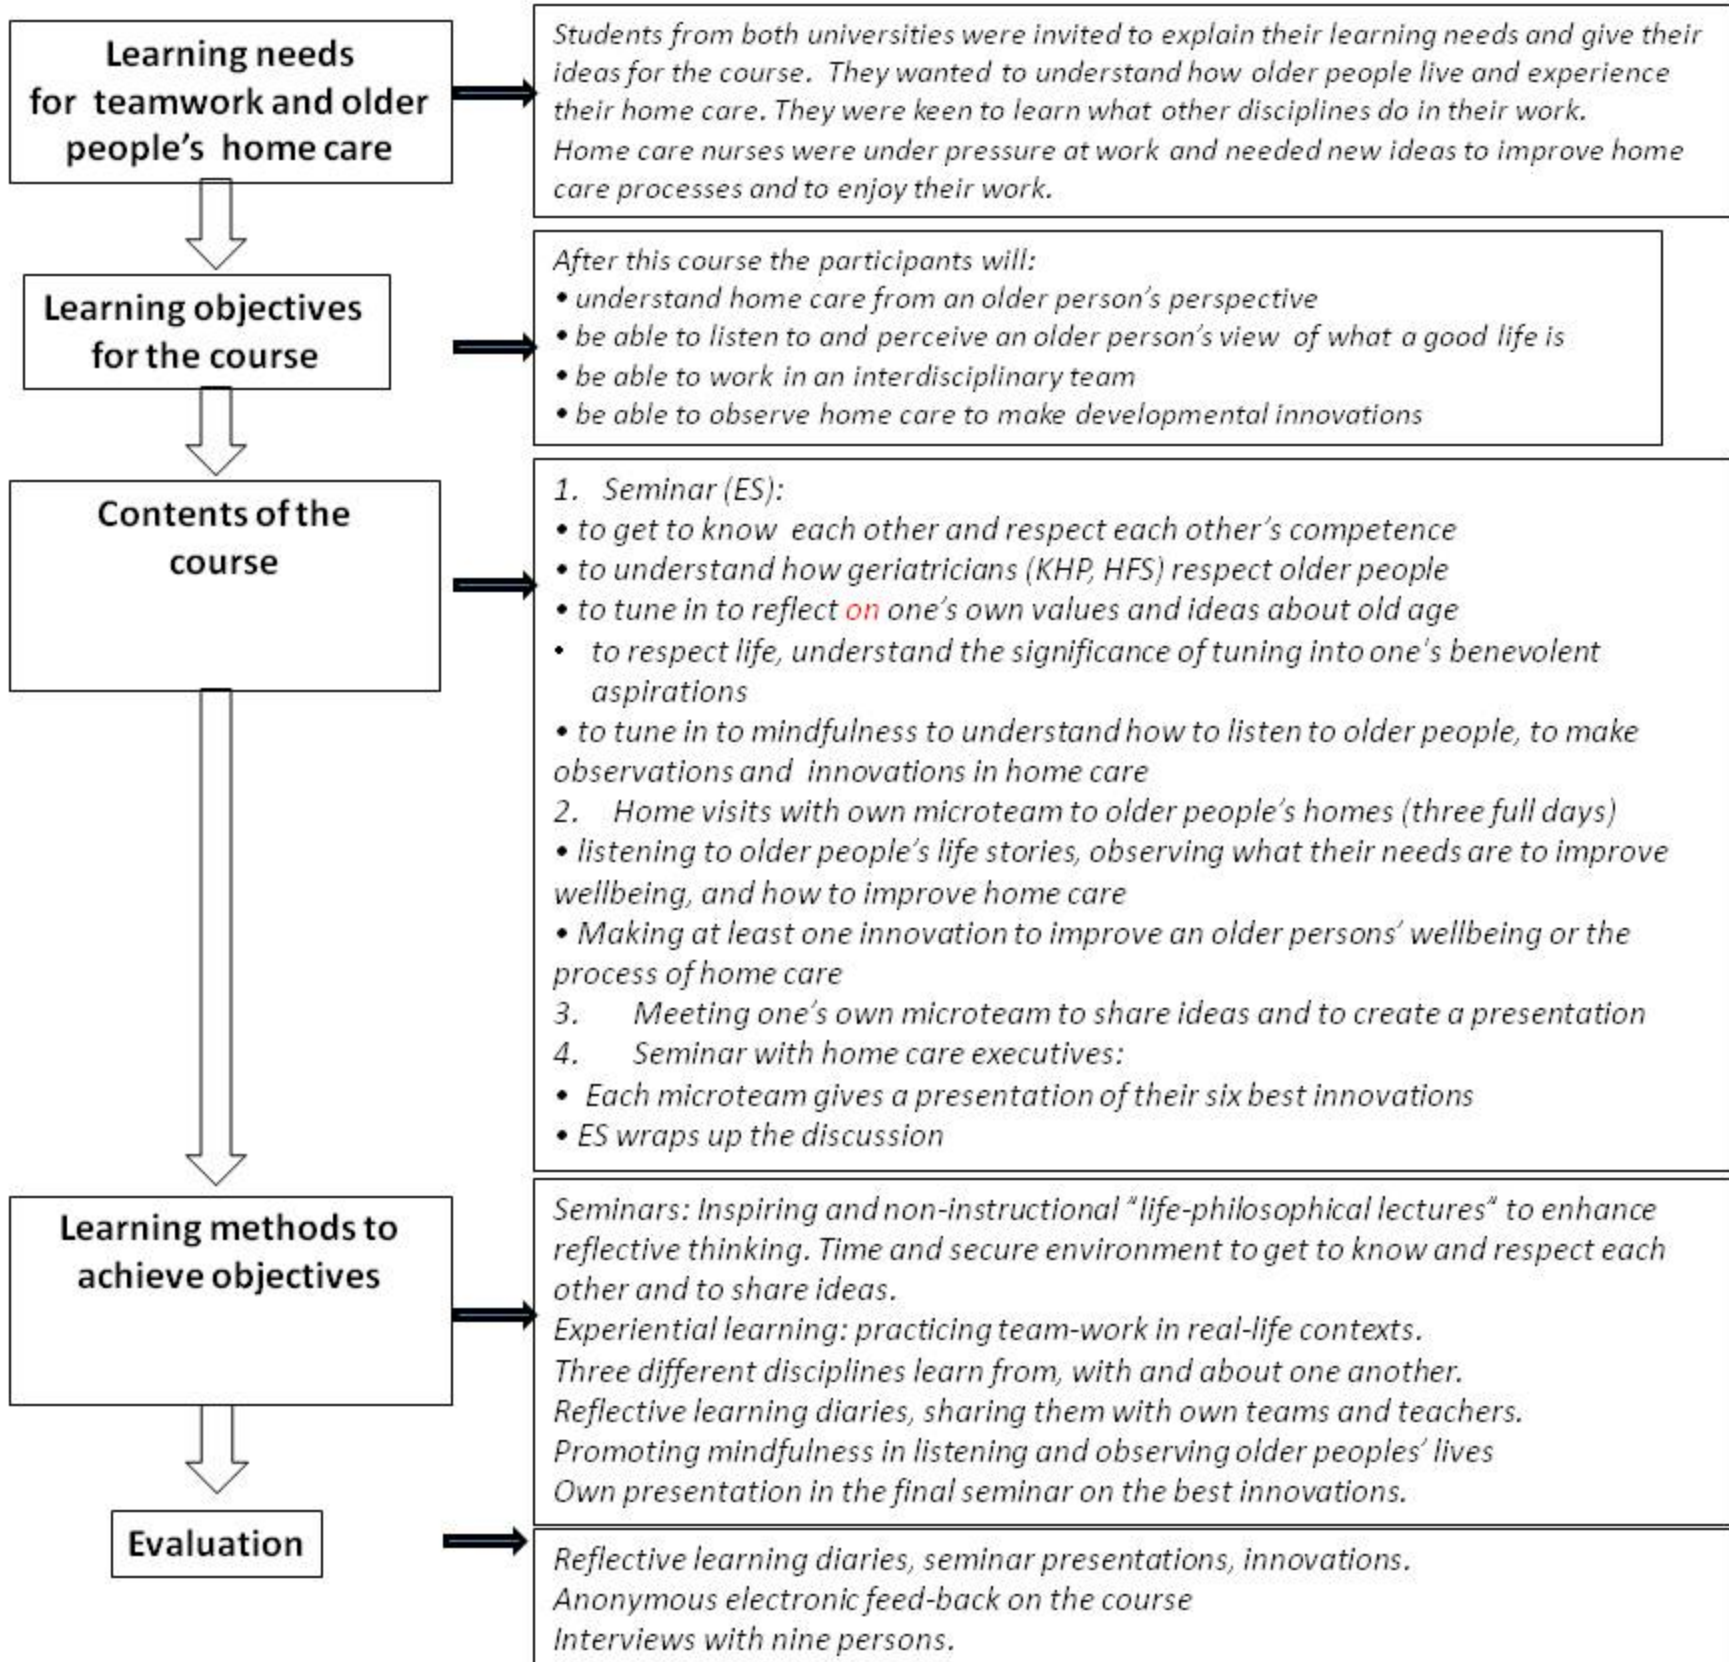 Learning needs
for teamwork and older
people's home care
Students from both universities were invited to explain their learning needs and give their
ideas for the course. They wanted to understand how older people live and experience
their home care. They were keen to learn what other disciplines do in their work.
Home care nurses were under pressure at work and needed new ideas to improve home
care processes and to enjoy their work.
Learning objectives
for the course
After this course the participants will:
• understand home care from an older person's perspective
• be able to listen to and perceive an older person's view of what a good life is
• be able to work in an interdisciplinary team
• be able to observe home care to make developmental innovations
Contents of the
course
1. Seminar (ES):
• to get to know each other and respect each other's competence
• to understand how geriatricians (KHP, HFS) respect older people
• to tune in to reflect on one's own values and ideas about old age
• to respect life, understand the significance of tuning into one's benevolent
aspirations
• to tune in to mindfulness to understand how to listen to older people, to make
observations and innovations in home care
2. Home visits with own microteam to older people's homes (three full days)
• listening to older people's life stories, observing what their needs are to improve
wellbeing, and how to improve home care
• Making at least one innovation to improve an older persons' wellbeing or the
process of home care
3. Meeting one's own microteam to share ideas and to create a presentation
4. Seminar with home care executives:
• Each microteam gives a presentation of their six best innovations
• ES wraps up the discussion
Learning methods to
achieve objectives
Seminars: Inspiring and non-instructional "life-philosophical lectures" to enhance
reflective thinking. Time and secure environment to get to know and respect each
other and to share ideas.
Experiential learning: practicing team-work in real-life contexts.
Three different disciplines learn from, with and about one another.
Reflective learning diaries, sharing them with own teams and teachers.
Promoting mindfulness in listening and observing older peoples' lives
Own presentation in the final seminar on the best innovations.
Evaluation
Reflective learning diaries, seminar presentations, innovations.
Anonymous electronic feed-back on the course
Interviews with nine persons.